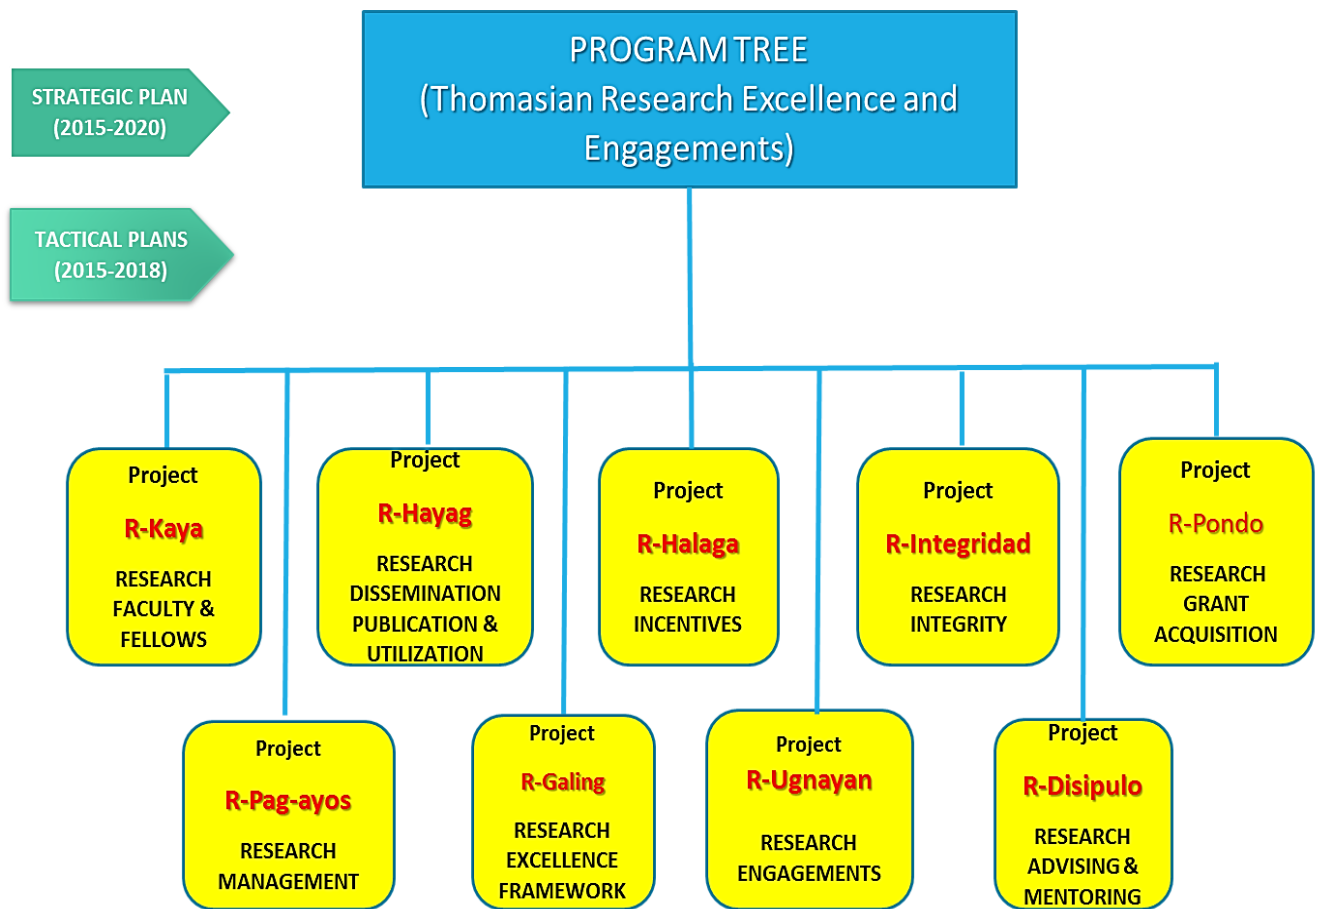 PROGRAM TREE
(Thomasian Research Excellence and
Engagements)
STRATEGIC PLAN
(2015-2020)
TACTICAL PLANS
(2015-2018)
Project
R-Kaya
RESEARCH
FACULTY &
FELLOWS
Project
R-Hayag
RESEARCH
DISSEMINATION
PUBLICATION &
UTILIZATION
Project
R-Halaga
RESEARCH
INCENTIVES
Project
R-Integridad
RESEARCH
INTEGRITY
Project
R-Pondo
RESEARCH
GRANT
ACQUISITION
Project
R-Pag-ayos
RESEARCH
MANAGEMENT
Project
R-Galing
RESEARCH
EXCELLENCE
FRAMEWORK
Project
R-Ugnayan
RESEARCH
ENGAGEMENTS
Project
R-Disipulo
RESEARCH
ADVISING &
MENTORING